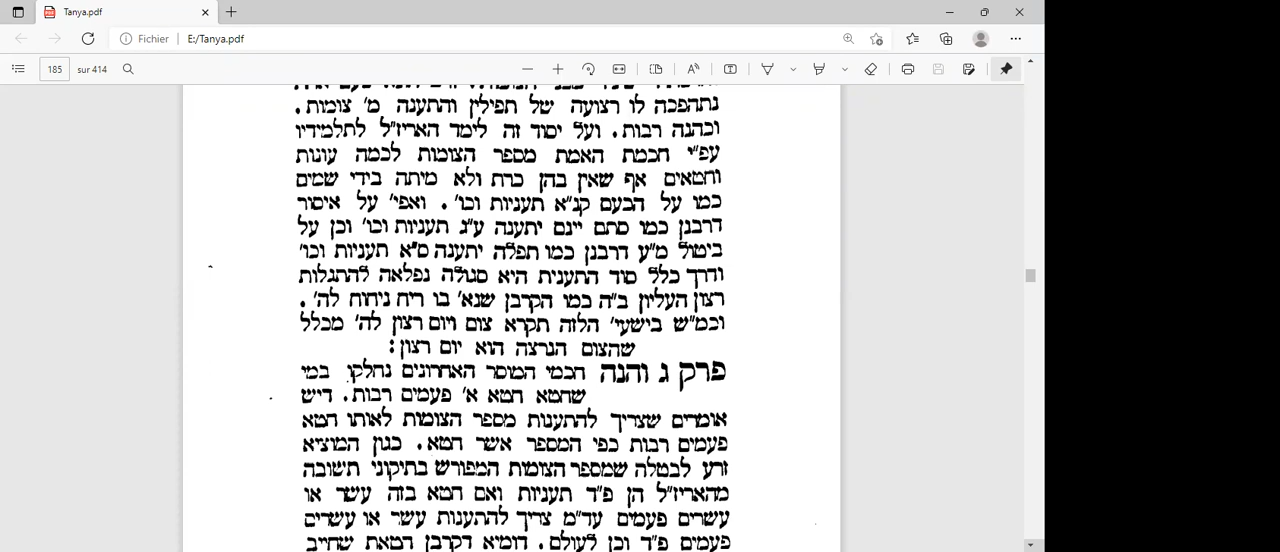 Tanya.pdf
Fichier E:/Tanya.pdf
185 sur 414
נתהפכה לו רצועה של תפילין והתענה מ׳ צומות.
וכהנה רבות. ועל יסוד זה לימד האריז״ל לתלמידיו
עפ״י חכמת האמת מספר הצומות לכמה עונות
וחטאים אף שאין בהן כרת ולא מיתה בידי שמים
כמו על הכעס קנ״א תעניות וכו׳. ואפי׳ על איסור
דרבנן כמו סתם יינם יתענה ע״ג תעניות וכו׳ וכן על
ביטול מ״ע דרבנן כמו תפלה יתענה ס״א תעניות וכו׳
ודרך כלל סוד התענית היא סגולה נפלאה להתגלות
רצון העליון ב״ה כמו הקרבן שנא׳ בו ריח ניחוח לה׳.
וכמ״ש בישעי׳ הלזה תקרא צום ויום רצון לה׳ מכלל
שהצום הנרצה הוא יום רצון:
פרק ג והנה חכמי המוסר האחרונים נחלקו במי
שחטא חטא א׳ פעמים רבות. דיש
אומרים שצריך להתענות מספר הצומות לאותו חטא
פעמים רבות כפי המספר אשר חטא. כגון המוציא
זרע לבטלה שמספר הצומות המפורש בתיקוני תשובה
מהאריז״ל הן פ״ד תעניות ואם חטא בזה עשר או
עשרים פעמים עד״מ צריך להתענות עשר או עשרים
פעמים פ״ד וכן לעולם. דומיא דקרבן חטאת שחייב